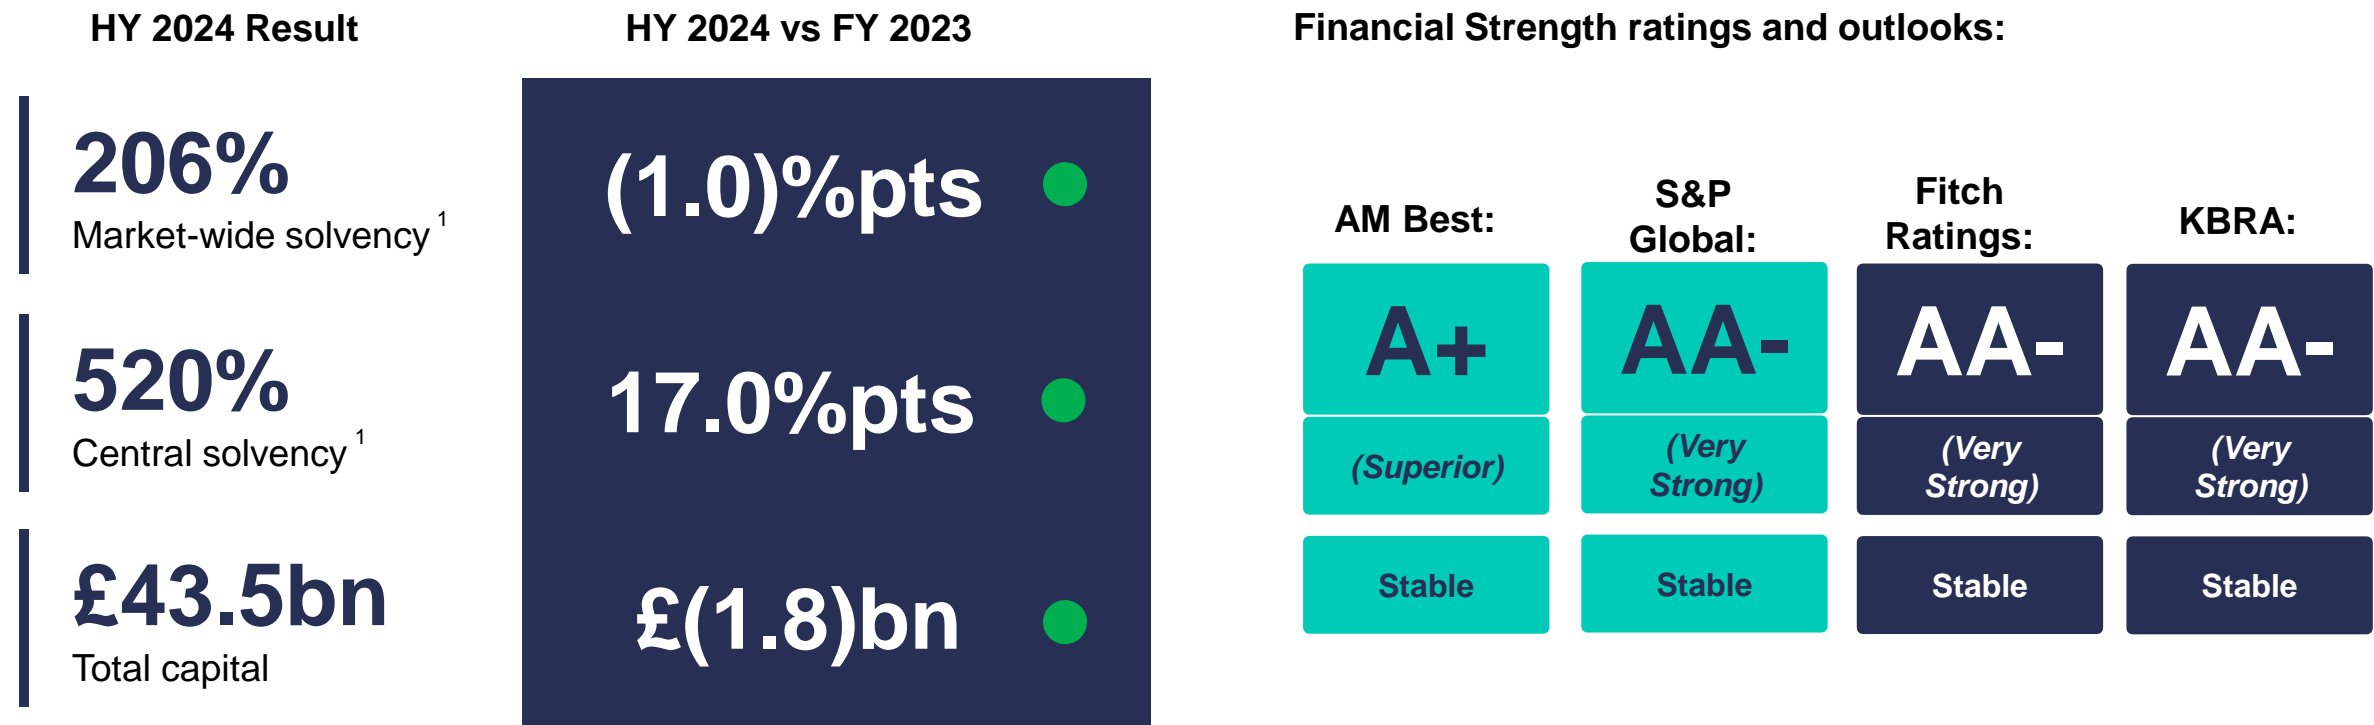 HY 2024 Result
HY 2024 vs FY 2023
Financial Strength ratings and outlooks:
206%
Market-wide solvency 1
(1.0)%pts
520%
Central solvency 1
17.0%pts
£43.5bn
Total capital
£(1.8)bn
AM Best:
A+
(Superior)
Stable
S&P
Global:
AA-
(Very
Strong)
Stable
Fitch
Ratings:
AA-
(Very
Strong)
Stable
KBRA:
AA-
(Very
Strong)
Stable